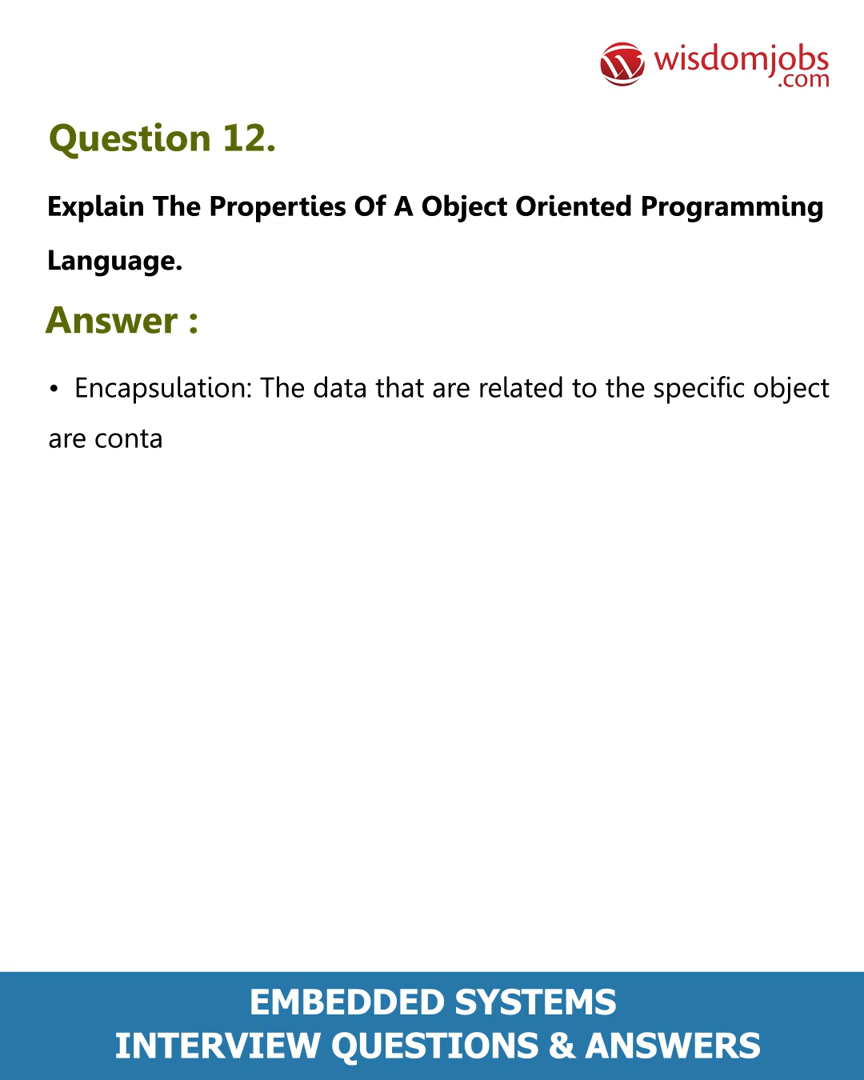 wisdomjobs
.com
Question 12.
Explain The Properties Of A Object Oriented Programming
Language.
Answer :
• Encapsulation: The data that are related to the specific object
are conta
EMBEDDED SYSTEMS
INTERVIEW QUESTIONS & ANSWERS